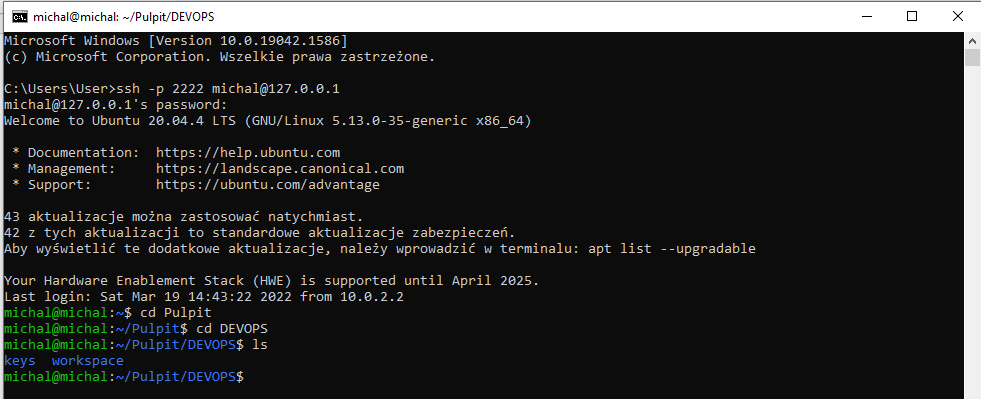 michal@michal: ~/Pulpit/DEVOPS
Microsoft Windows [Version 10.0.19042.1586]
(c) Microsoft Corporation. Wszelkie prawa zastrzeżone.
C:\Users\User>ssh -p 2222 michal@127.0.0.1
michal@127.0.0.1's password:
Welcome to Ubuntu 20.04.4 LTS (GNU/Linux 5.13.0-35-generic x86_64)
* Documentation:  https://help.ubuntu.com
* Management:     https://landscape.canonical.com
* Support:        https://ubuntu.com/advantage
43 aktualizacje można zastosować natychmiast.
42 z tych aktualizacji to standardowe aktualizacje zabezpieczeń.
Aby wyświetlić te dodatkowe aktualizacje, należy wprowadzić w terminalu: apt list --upgradable
Your Hardware Enablement Stack (HWE) is supported until April 2025.
Last login: Sat Mar 19 14:43:22 2022 from 10.0.2.2
michal@michal:~$ cd Pulpit
michal@michal:~/Pulpit$ cd DEVOPS
michal@michal:~/Pulpit/DEVOPS$ ls
keys  workspace
michal@michal:~/Pulpit/DEVOPS$